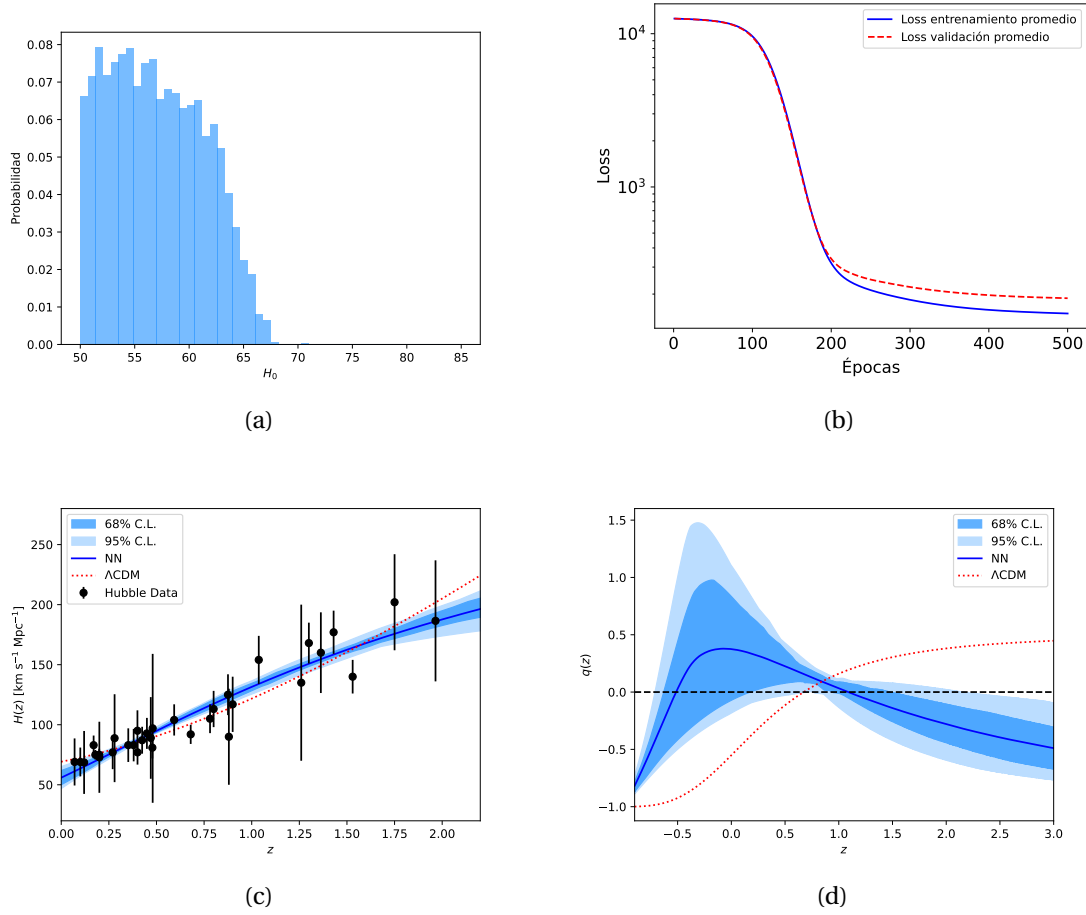 0.08
0.07
0.06
0.05
0.04
0.03
0.02
0.01
0.00
Probabilidad
50 55 60 65 70 75 80 85
H₀
(a)
Loss entrenamiento promedio
Loss validación promedio
10⁴
10³
Loss
0 100 200 300 400 500
Épocas
(b)
68% C.L.
95% C.L.
NN
ΛCDM
Hubble Data
250
200
150
100
50
H(z) [km s⁻¹ Mpc⁻¹]
0.00 0.25 0.50 0.75 1.00 1.25 1.50 1.75 2.00
z
(c)
68% C.L.
95% C.L.
NN
ΛCDM
1.5
1.0
0.5
0.0
−0.5
−1.0
q(z)
−0.5 0.0 0.5 1.0 1.5 2.0 2.5 3.0
z
(d)